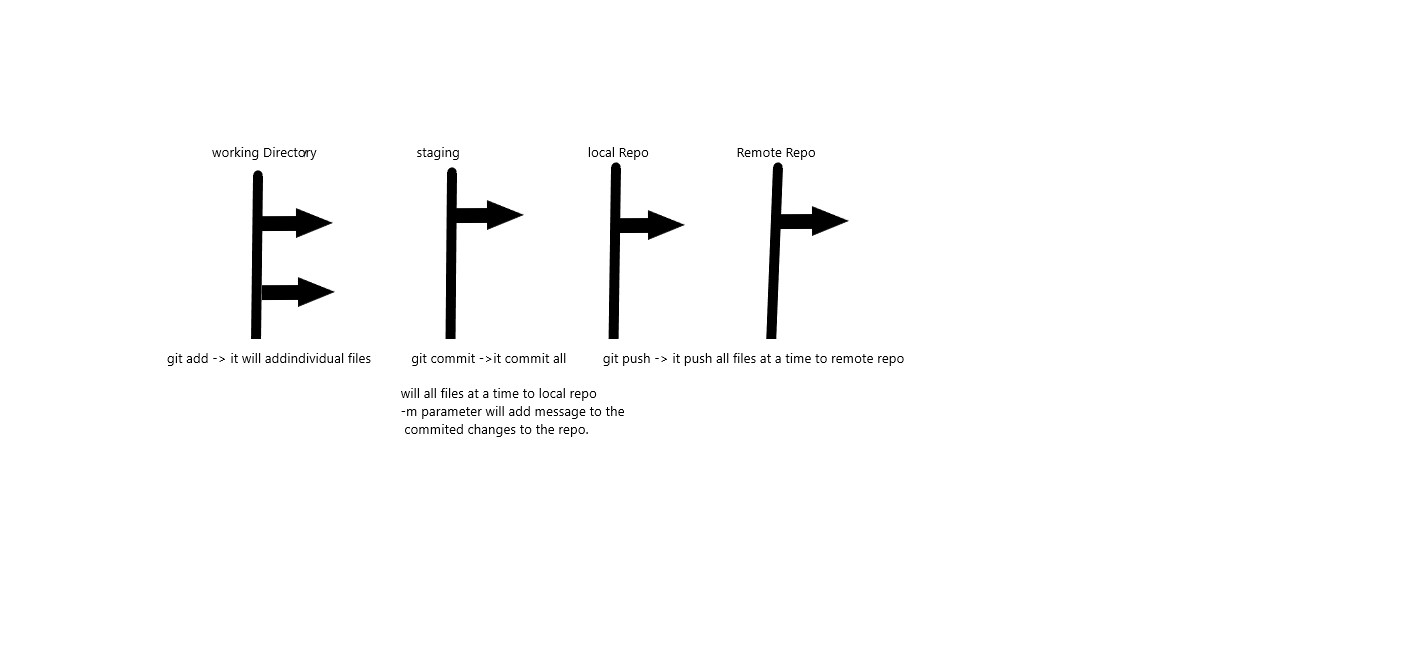 working Directory
staging
local Repo
Remote Repo
git add -> it will addindividual files
git commit ->it commit all
git push -> it push all files at a time to remote repo
will all files at a time to local repo
-m parameter will add message to the
commited changes to the repo.